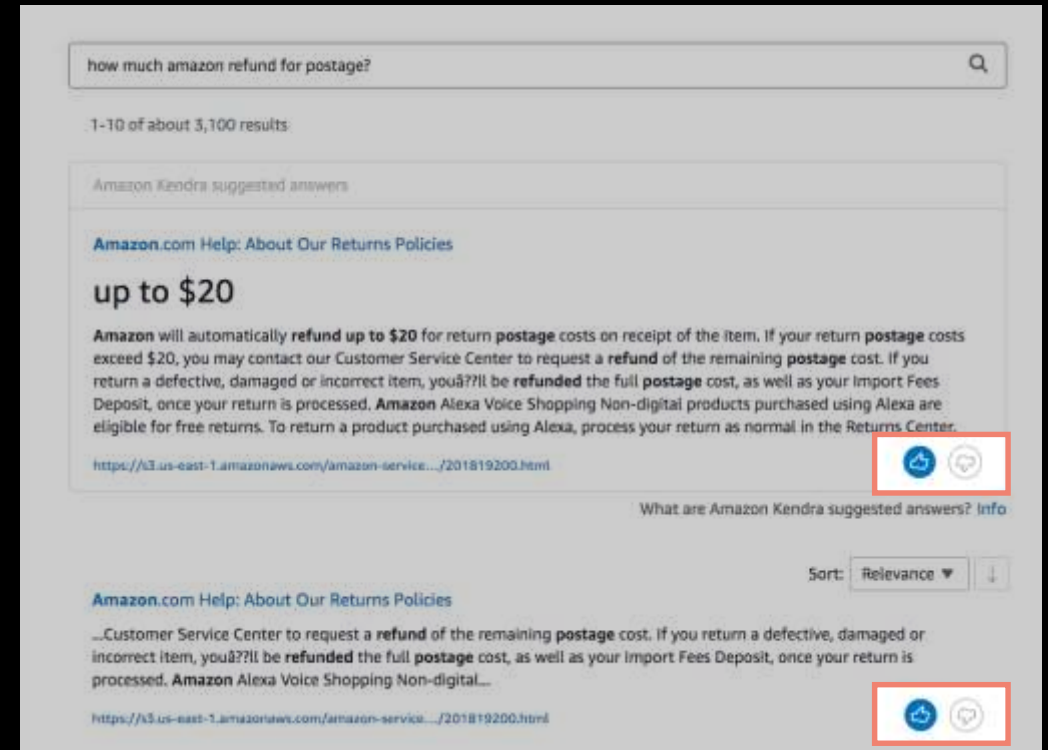 how much amazon refund for postage?
1-10 of about 3,100 results
Amazon Kendra suggested answers
Amazon.com Help: About Our Returns Policies
up to $20
Amazon will automatically refund up to $20 for return postage costs on receipt of the item. If your return postage costs
exceed $20, you may contact our Customer Service Center to request a refund of the remaining postage cost. If you
return a defective, damaged or incorrect item, youâ??ll be refunded the full postage cost, as well as your Import Fees
Deposit, once your return is processed. Amazon Alexa Voice Shopping Non-digital products purchased using Alexa are
eligible for free returns. To return a product purchased using Alexa, process your return as normal in the Returns Center.
https://s3.us-east-1.amazonaws.com/amazon-service.../201819200.html
What are Amazon Kendra suggested answers? Info
Sort: Relevance ▼ ↓
Amazon.com Help: About Our Returns Policies
...Customer Service Center to request a refund of the remaining postage cost. If you return a defective, damaged or
incorrect item, youâ??ll be refunded the full postage cost, as well as your Import Fees Deposit, once your return is
processed. Amazon Alexa Voice Shopping Non-digital...
https://s3.us-east-1.amazonaws.com/amazon-service.../201819200.html